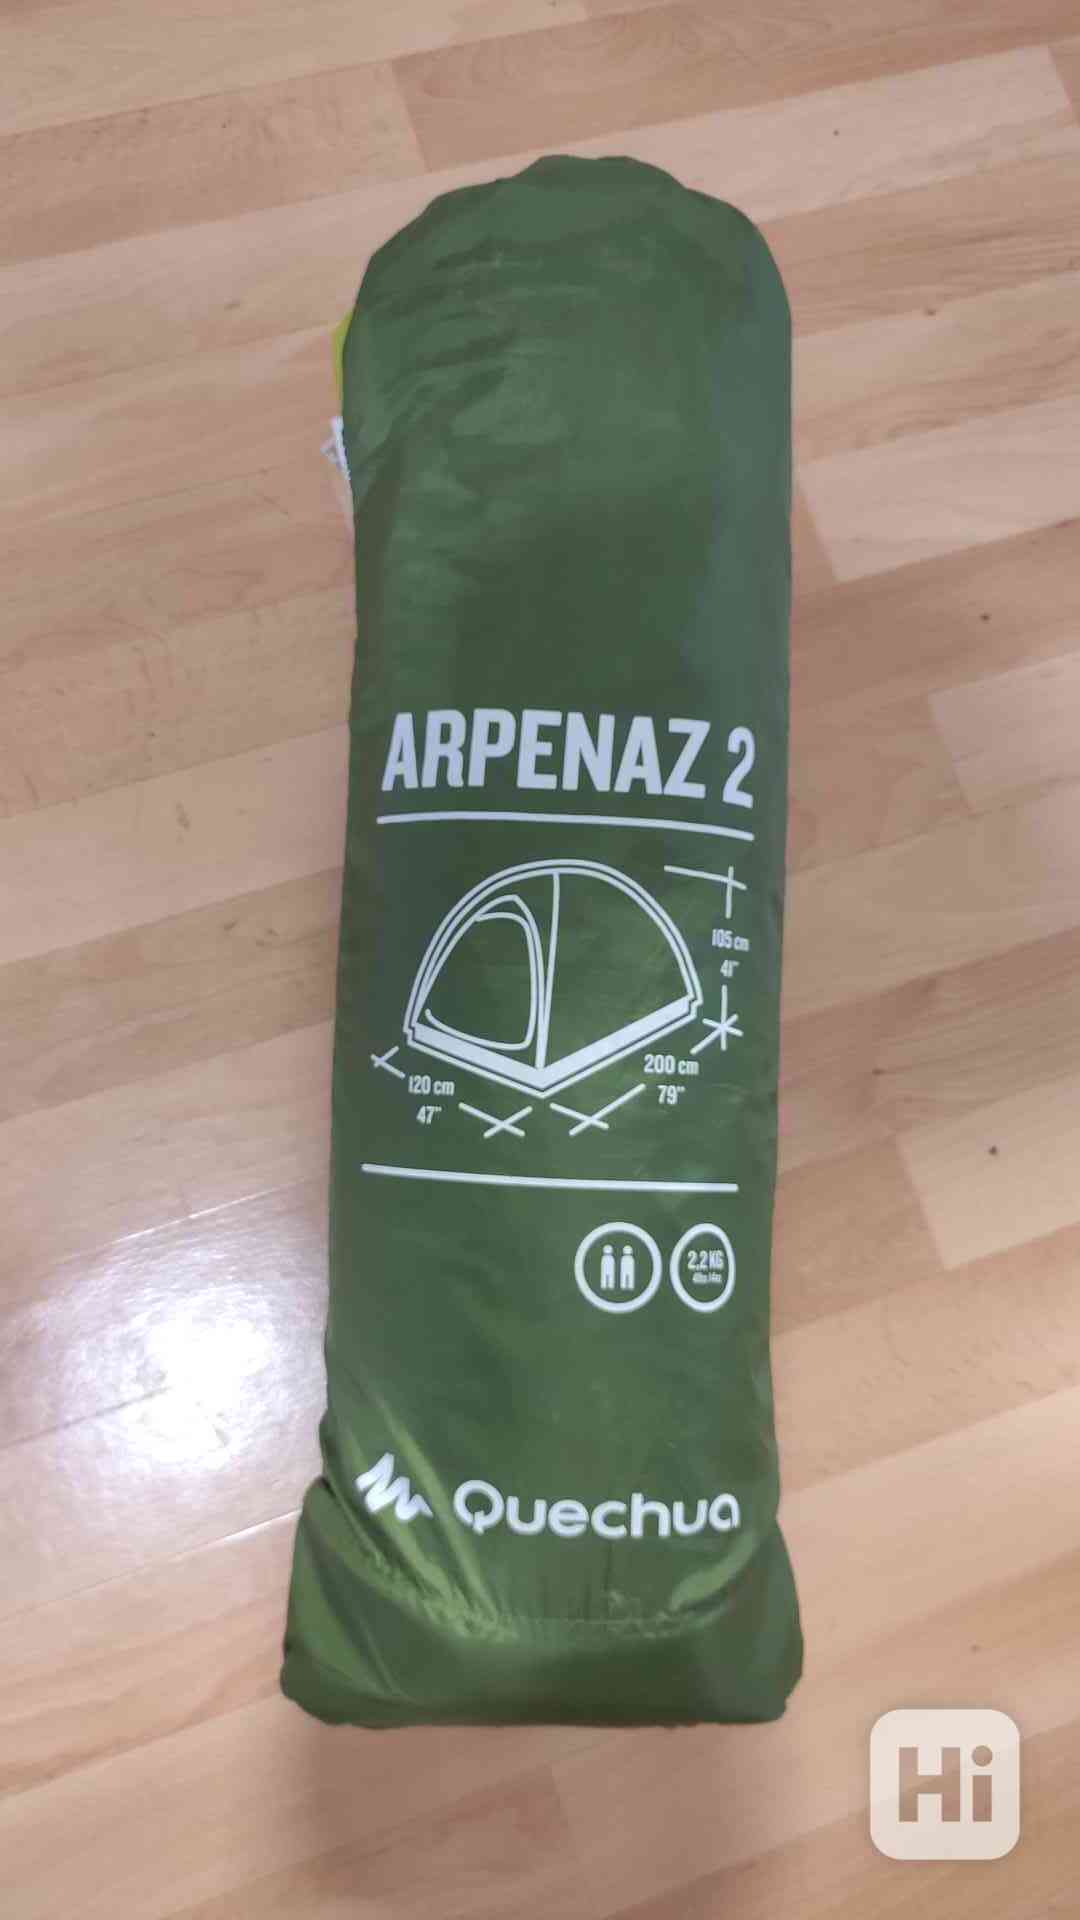 ARPENAZ 2
105 cm
41"
200 cm
79"
120 cm
47"
2,2 KG
Quechua
Hi